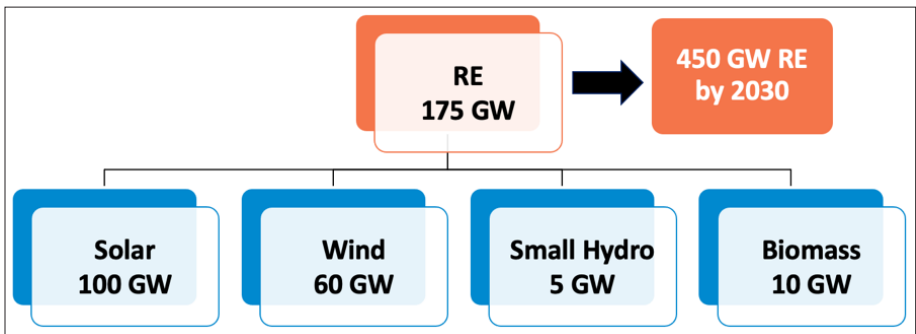 RE
175 GW
450 GW RE
by 2030
Solar
100 GW
Wind
60 GW
Small Hydro
5 GW
Biomass
10 GW